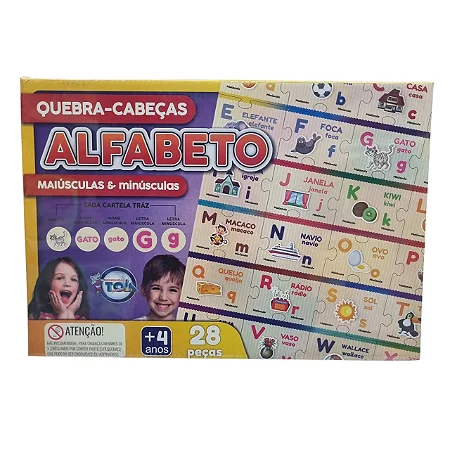 QUEBRA-CABEÇAS
ALFABETO
MAIÚSCULAS & minúsculas
CADA CARTELA TRÁZ
GATO
gato
G
g
TOIA
ATENÇÃO!
+4
anos
28
peças
b
c
CASA
casa
E
e
ELEFANTE
elefante
F
f
FOCA
foca
G
g
GATO
gato
igreja
J
j
JANELA
janela
K
k
KIWI
kiwi
M
m
MACACO
macaco
N
n
NAVIO
navio
O
o
OVO
ovo
Q
q
QUEIJO
queijo
R
r
RÁDIO
rádio
S
s
SOL
sol
V
v
VASO
vaso
W
w
WALLACE
wallace